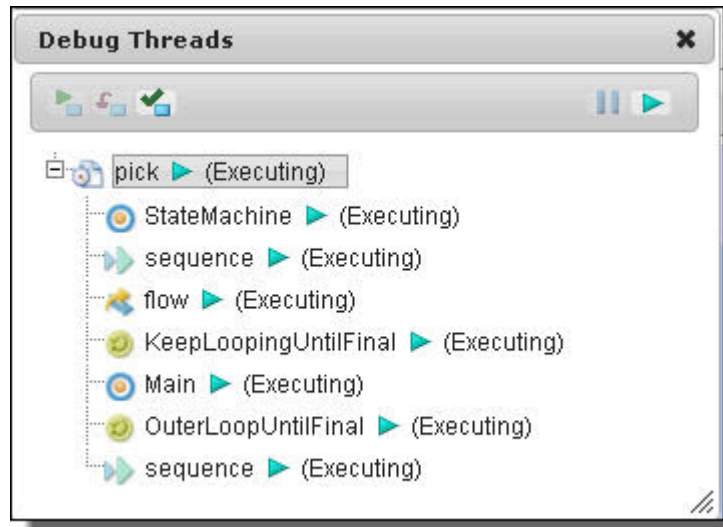 Debug Threads
pick (Executing)
StateMachine (Executing)
sequence (Executing)
flow (Executing)
KeepLoopingUntilFinal (Executing)
Main (Executing)
OuterLoopUntilFinal (Executing)
sequence (Executing)